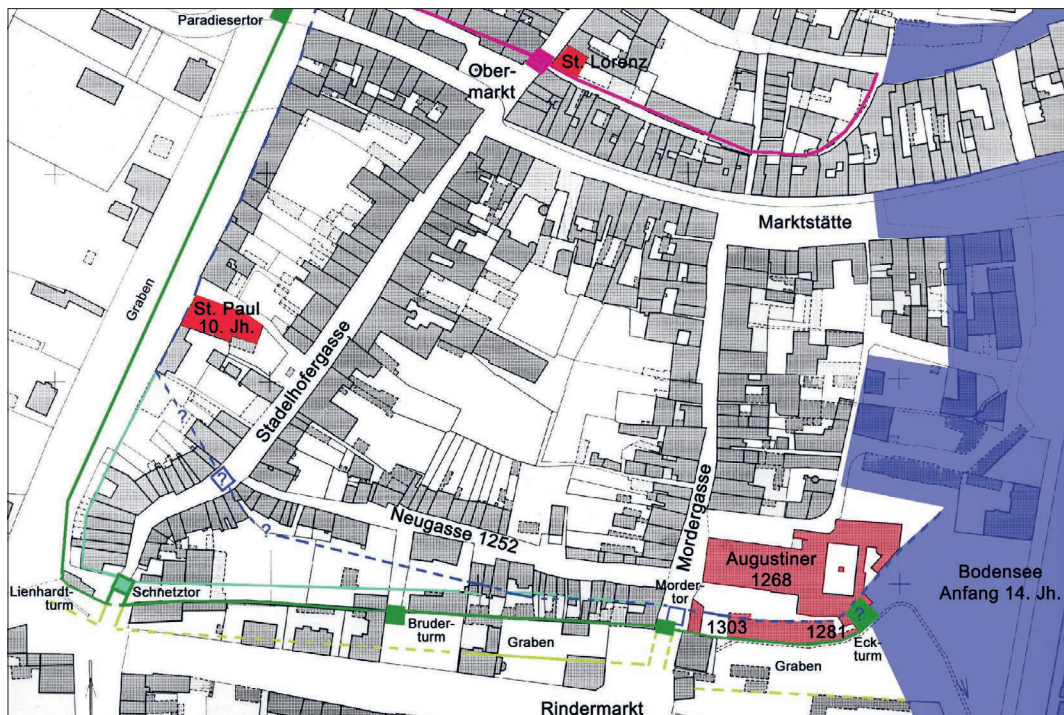 Paradiesertor
Ober-
markt
St. Lorenz
Marktstätte
Graben
St. Paul
10. Jh.
Stadelhofergasse
?
?
?
Neugasse 1252
Mordergasse
Augustiner
1268
Bodensee
Anfang 14. Jh.
Lienhardt-
turm
Schnetztor
Bruder-
turm
Morder-
tor
1303
1281
?
Eck-
turm
Graben
Graben
Rindermarkt